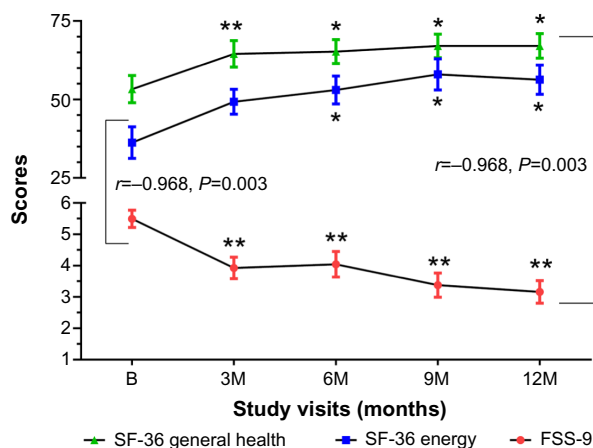 75
50
25
6
5
4
3
2
1
Scores
** * * *
* * *
r=–0.968, P=0.003
r=–0.968, P=0.003
** ** ** **
B 3M 6M 9M 12M
Study visits (months)
SF-36 general health SF-36 energy FSS-9